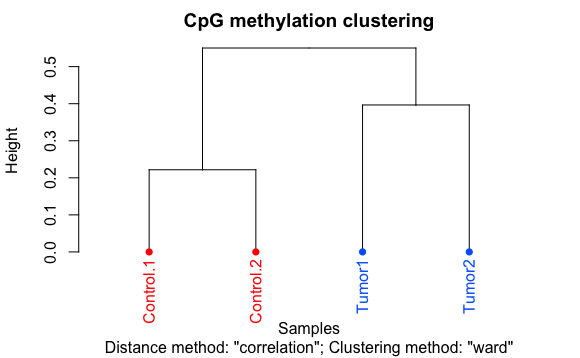 CpG methylation clustering
Height
0.5
0.4
0.3
0.2
0.1
0.0
Control.1
Control.2
Tumor1
Tumor2
Samples
Distance method: "correlation"; Clustering method: "ward"